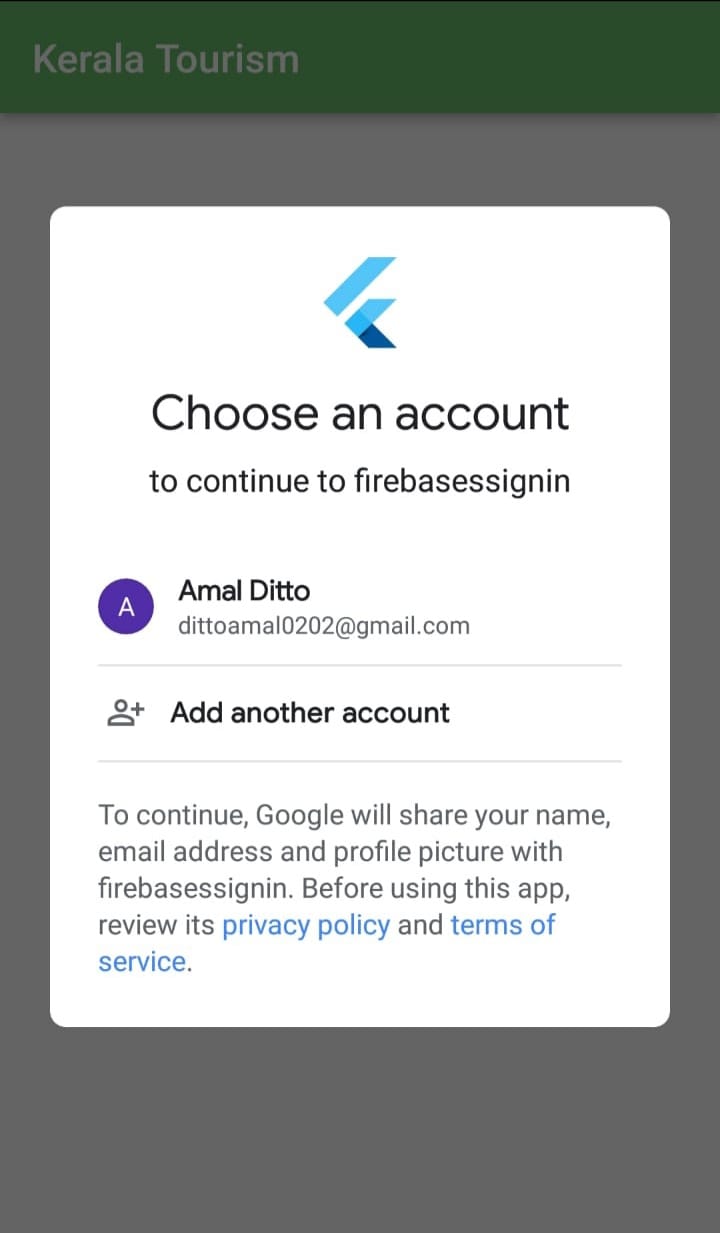 Kerala Tourism
Choose an account
to continue to firebasessignin
A
Amal Ditto
dittoamal0202@gmail.com
Add another account
To continue, Google will share your name,
email address and profile picture with
firebasessignin. Before using this app,
review its privacy policy and terms of
service.